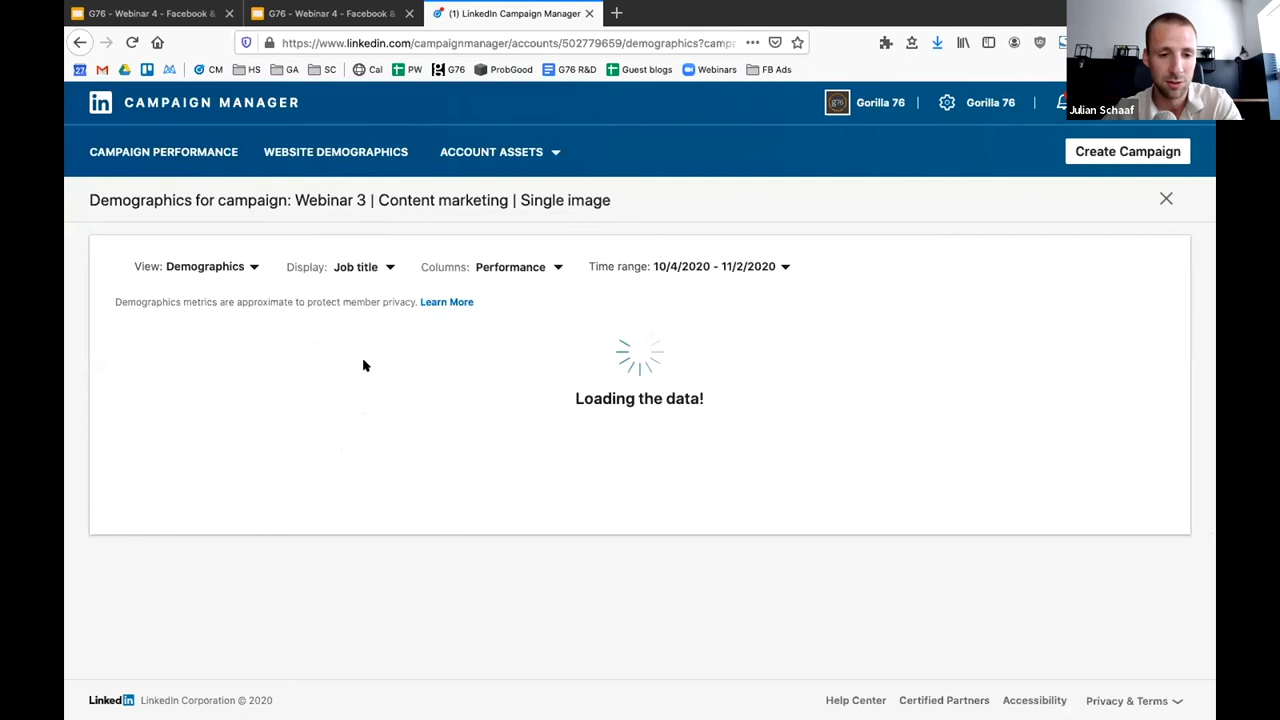 G76 - Webinar 4 - Facebook &
G76 - Webinar 4 - Facebook &
(1) LinkedIn Campaign Manager
https://www.linkedin.com/campaignmanager/accounts/502779659/demographics?camp
27
CM
HS
GA
SC
Cal
PW
G76
ProbGood
G76 R&D
Guest blogs
Webinars
FB Ads
Julian Schaaf
in CAMPAIGN MANAGER
g76
Gorilla 76
Gorilla 76
CAMPAIGN PERFORMANCE
WEBSITE DEMOGRAPHICS
ACCOUNT ASSETS
Create Campaign
Demographics for campaign: Webinar 3 | Content marketing | Single image
View: Demographics
Display: Job title
Columns: Performance
Time range: 10/4/2020 - 11/2/2020
Demographics metrics are approximate to protect member privacy. Learn More
Loading the data!
Linkedin
LinkedIn Corporation © 2020
Help Center
Certified Partners
Accessibility
Privacy & Terms